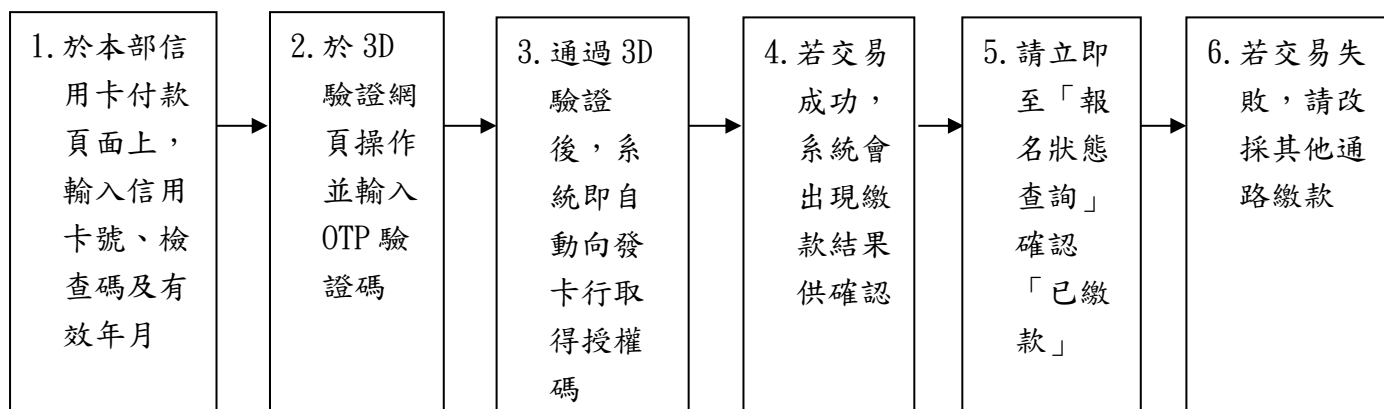 1.於本部信
用卡付款
頁面上，
輸入信用
卡號、檢
查碼及有
效年月
2.於 3D
驗證網
頁操作
並輸入
OTP 驗
證碼
3.通過 3D
驗證
後，系
統即自
動向發
卡行取
得授權
碼
4.若交易
成功，
系統會
出現繳
款結果
供確認
5.請立即
至「報
名狀態
查詢」
確認
「已繳
款」
6.若交易失
敗，請改
採其他通
路繳款